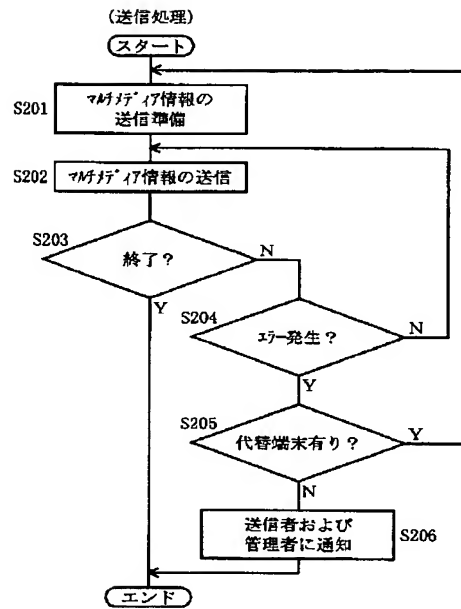 (送信処理)
スタート
S201
マルチメディア情報の
送信準備
S202
マルチメディア情報の送信
S203
終了?
N
Y
S204
エラー発生?
N
Y
S205
代替端末有り?
Y
N
送信者および
管理者に通知
S206
エンド